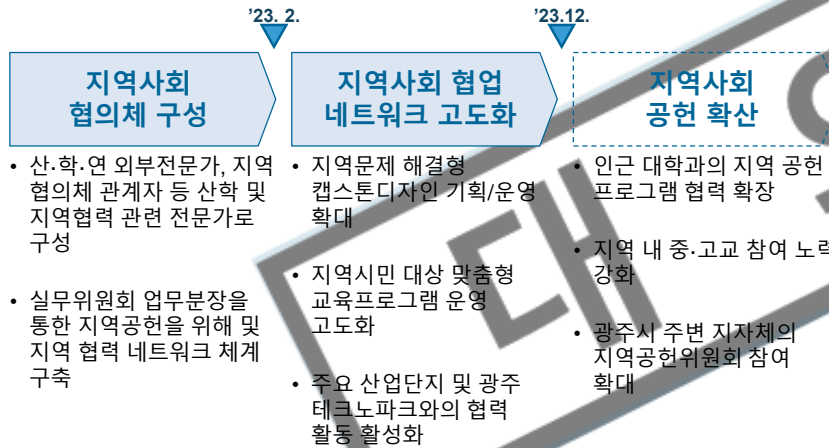 ’23. 2.
’23.12.
지역사회
협의체 구성
지역사회 협업
네트워크 고도화
지역사회
공헌 확산
• 산·학·연 외부전문가, 지역
협의체 관계자 등 산학 및
지역협력 관련 전문가로
구성
• 실무위원회 업무분장을
통한 지역공헌을 위해 및
지역 협력 네트워크 체계
구축
• 지역문제 해결형
캡스톤디자인 기획/운영
확대
• 지역시민 대상 맞춤형
교육프로그램 운영
고도화
• 주요 산업단지 및 광주
테크노파크와의 협력
활동 활성화
• 인근 대학과의 지역 공헌
프로그램 협력 확장
• 지역 내 중·고교 참여 노력
강화
• 광주시 주변 지자체의
지역공헌위원회 참여
확대
대